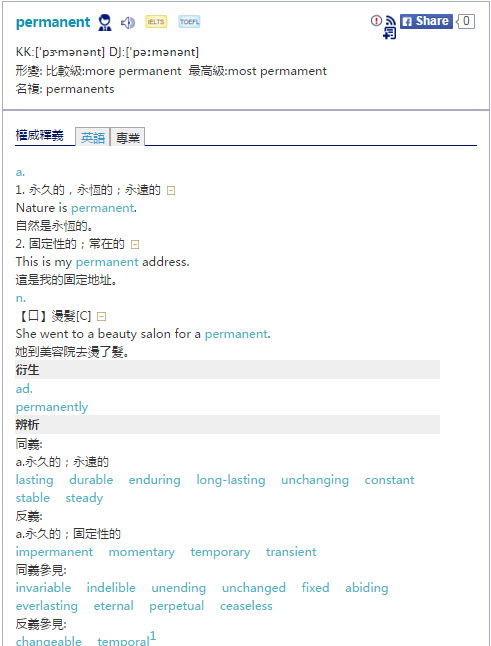 permanent IELTS TOEFL Share 0
KK:['pɝmənənt] DJ:['pəːmənənt]
形變: 比較級:more permanent 最高級:most permament
名複: permanents
權威釋義 英語 專業
a.
1. 永久的，永恆的；永遠的
Nature is permanent.
自然是永恆的。
2. 固定性的；常在的
This is my permanent address.
這是我的固定地址。
n.
【口】燙髮[C]
She went to a beauty salon for a permanent.
她到美容院去燙了髮。
衍生
ad.
permanently
辨析
同義:
a.永久的；永遠的
lasting durable enduring long-lasting unchanging constant
stable steady
反義:
a.永久的；固定性的
impermanent momentary temporary transient
同義參見:
invariable indelible unending unchanged fixed abiding
everlasting eternal perpetual ceaseless
反義參見:
changeable temporal1